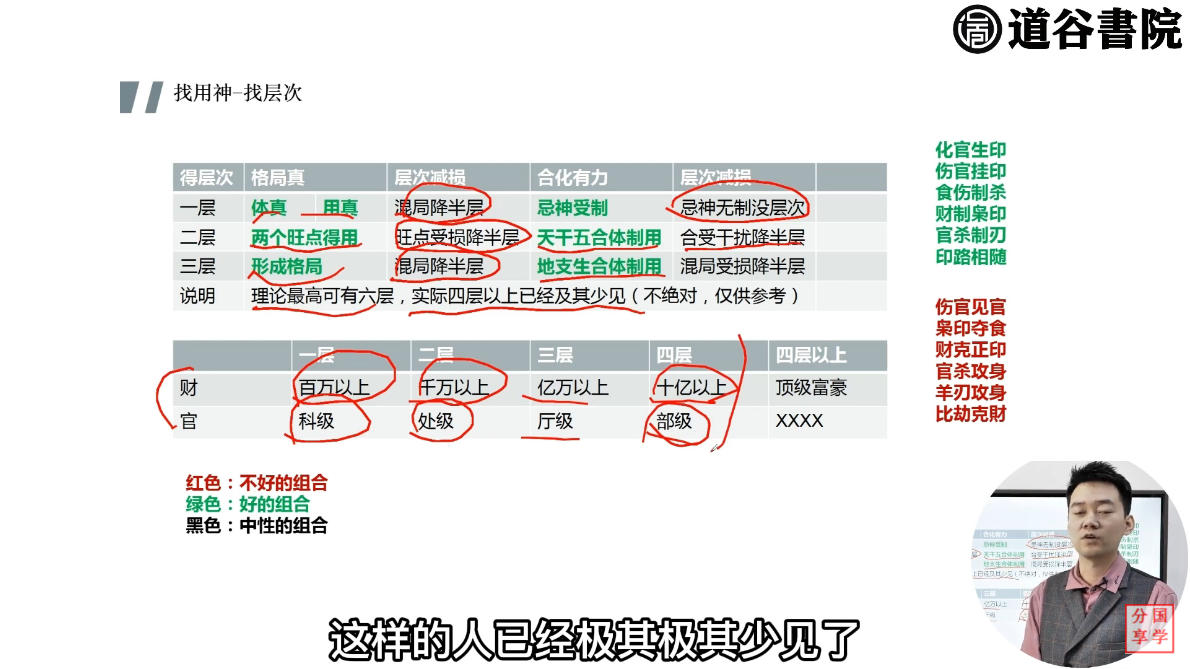 道谷書院
找用神-找层次
得层次 格局真 层次减损 合化有力 层次减损
一层 体真 用真 混局降半层 忌神受制 忌神无制没层次
二层 两个旺点得用 旺点受损降半层 天干五合体制用 合受干扰降半层
三层 形成格局 混局降半层 地支生合体制用 混局受损降半层
说明 理论最高可有六层，实际四层以上已经及其少见（不绝对，仅供参考）
一层 二层 三层 四层 四层以上
财 百万以上 千万以上 亿万以上 十亿以上 顶级富豪
官 科级 处级 厅级 部级 XXXX
红色：不好的组合
绿色：好的组合
黑色：中性的组合
化官生印
伤官挂印
食伤制杀
财制枭印
官杀制刃
印路相随
伤官见官
枭印夺食
财克正印
官杀攻身
羊刃攻身
比劫克財
分国
享学
这样的人已经极其极其少见了